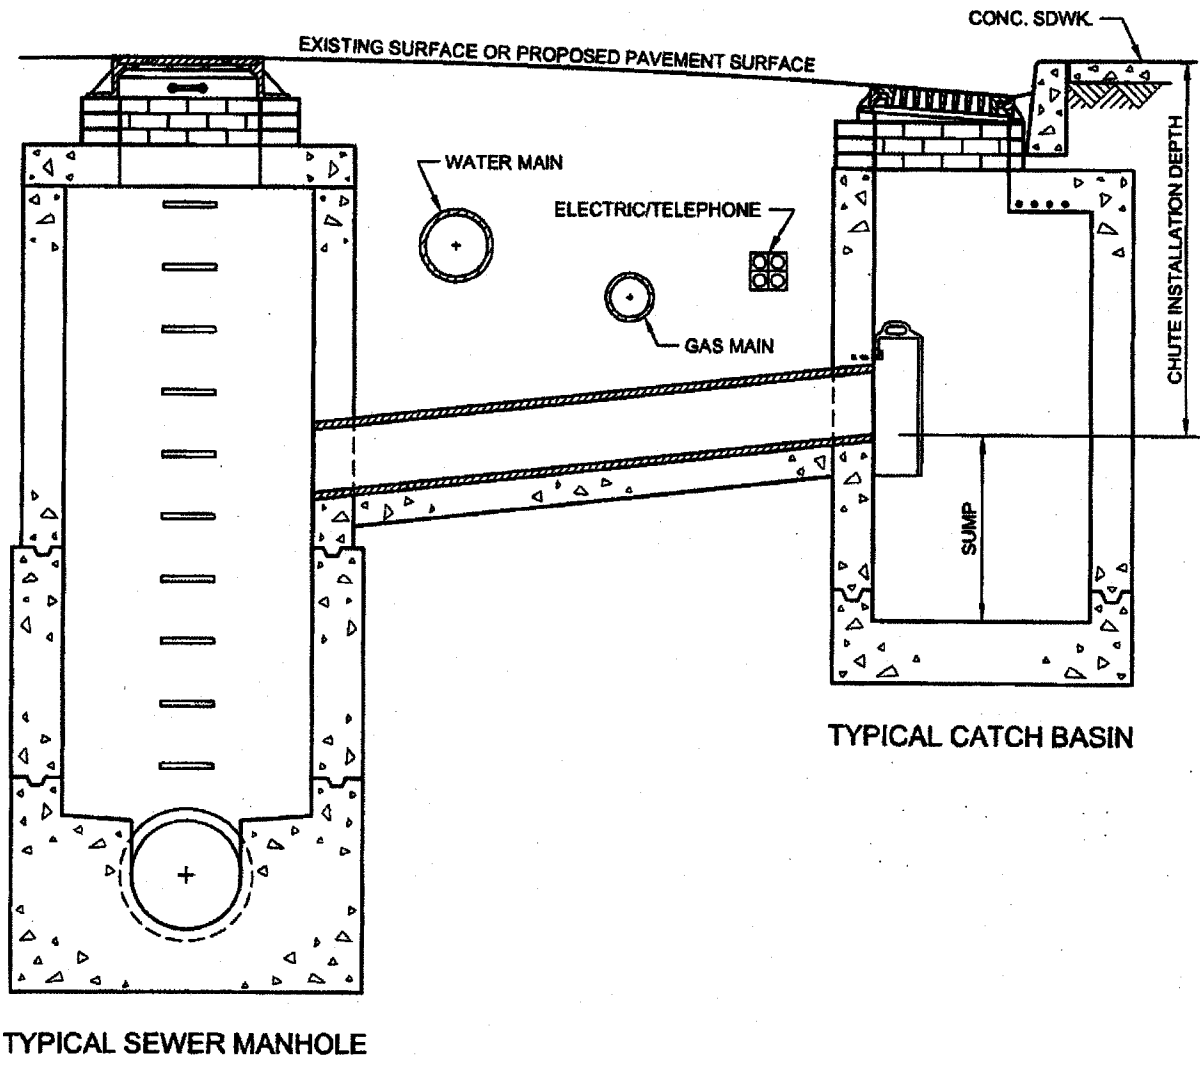 CONC. SDWK.
EXISTING SURFACE OR PROPOSED PAVEMENT SURFACE
WATER MAIN
ELECTRIC/TELEPHONE
GAS MAIN
CHUTE INSTALLATION DEPTH
SUMP
TYPICAL CATCH BASIN
TYPICAL SEWER MANHOLE